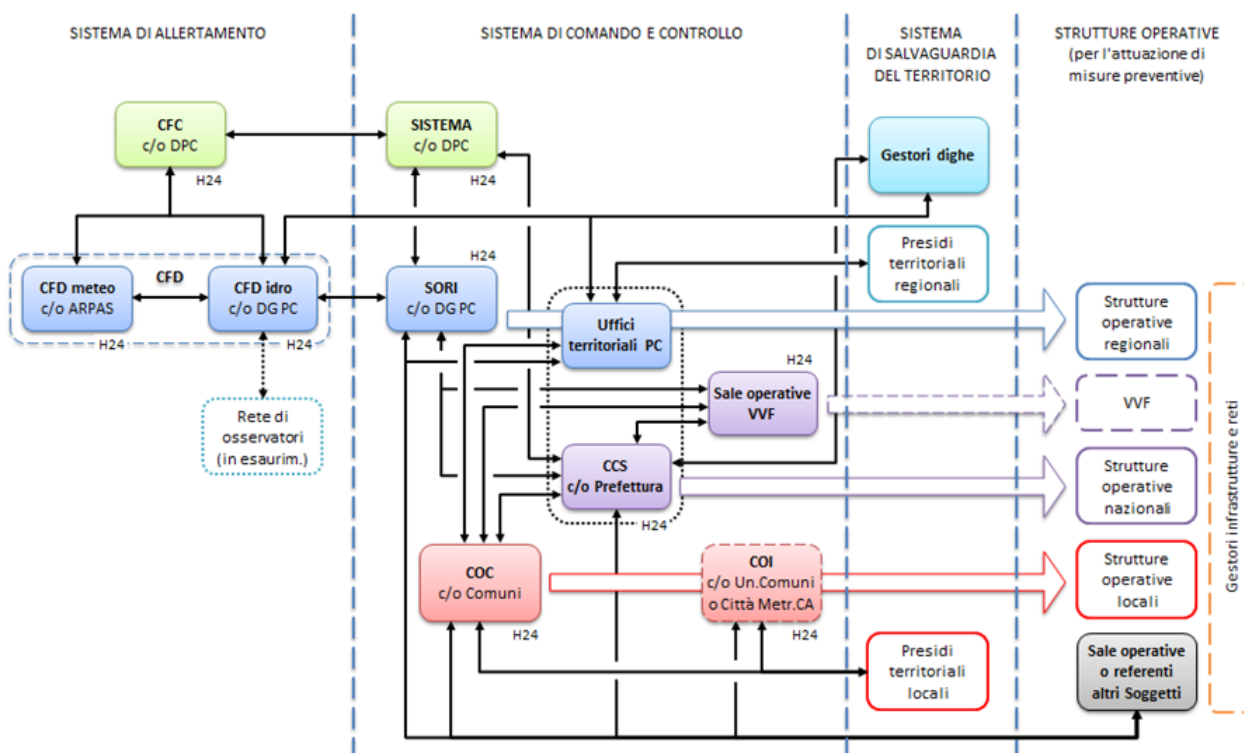 SISTEMA DI ALLERTAMENTO
SISTEMA DI COMANDO E CONTROLLO
SISTEMA
DI SALVAGUARDIA
DEL TERRITORIO
STRUTTURE OPERATIVE
(per l'attuazione di
misure preventive)
CFC
c/o DPC
H24
SISTEMA
c/o DPC
H24
Gestori dighe
Presidi
territoriali
regionali
CFD meteo
c/o ARPAS
H24
CFD
CFD idro
c/o DG PC
H24
H24
SORI
c/o DG PC
Uffici
territoriali PC
Strutture
operative
regionali
H24
Sale operative
VVF
VVF
Rete di
osservatori
(in esaurim.)
CCS
c/o Prefettura
H24
Strutture
operative
nazionali
COC
c/o Comuni
H24
COI
c/o Un.Comuni
o Città Metr.CA
H24
Strutture
operative
locali
Presidi
territoriali
locali
Sale operative
o referenti
altri Soggetti
Gestori infrastrutture e reti